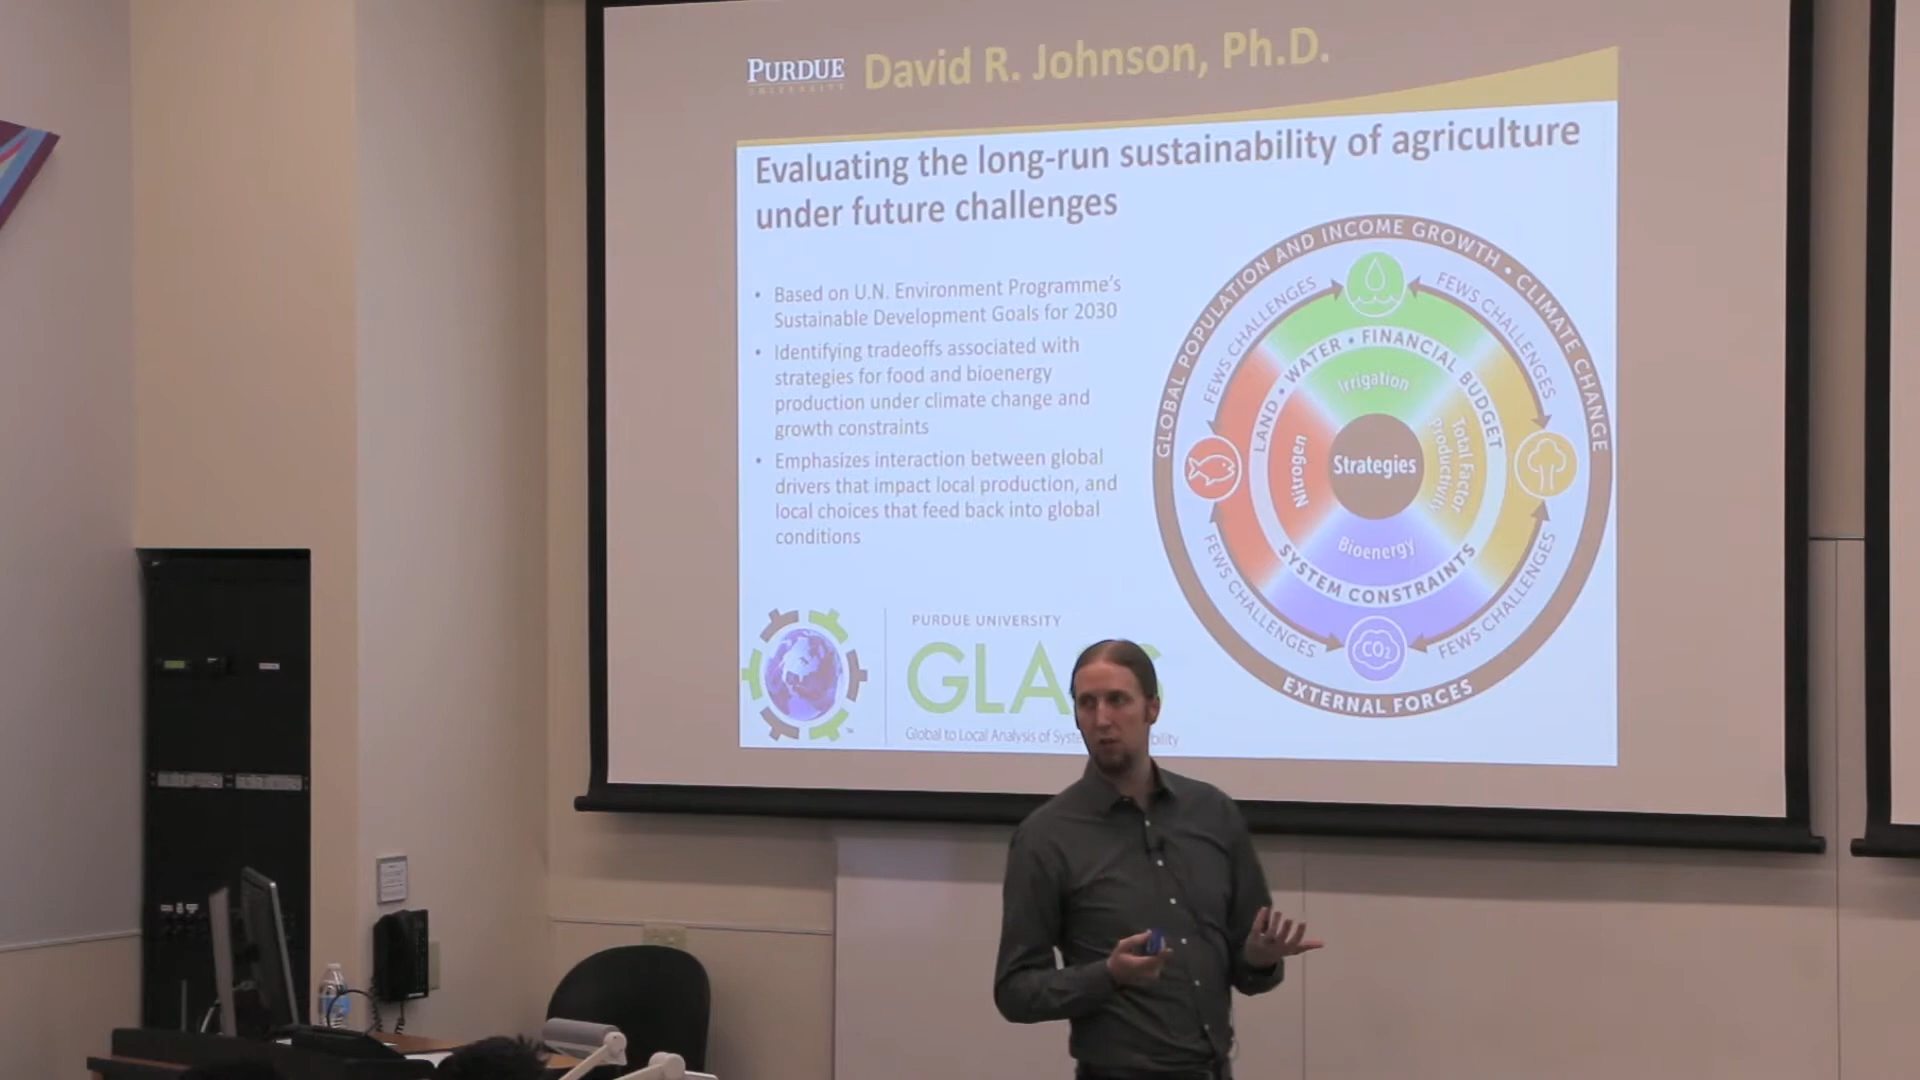 PURDUE
UNIVERSITY
David R. Johnson, Ph.D.
Evaluating the long-run sustainability of agriculture
under future challenges
• Based on U.N. Environment Programme's
Sustainable Development Goals for 2030
• Identifying tradeoffs associated with
strategies for food and bioenergy
production under climate change and
growth constraints
• Emphasizes interaction between global
drivers that impact local production, and
local choices that feed back into global
conditions
GLOBAL POPULATION AND INCOME GROWTH • CLIMATE CHANGE
FEWS CHALLENGES
FEWS CHALLENGES
LAND • WATER • FINANCIAL BUDGET
Irrigation
Nitrogen
Strategies
Total Factor
Productivity
Bioenergy
SYSTEM CONSTRAINTS
FEWS CHALLENGES
FEWS CHALLENGES
CO2
EXTERNAL FORCES
PURDUE UNIVERSITY
GLA
Global to Local Analysis of